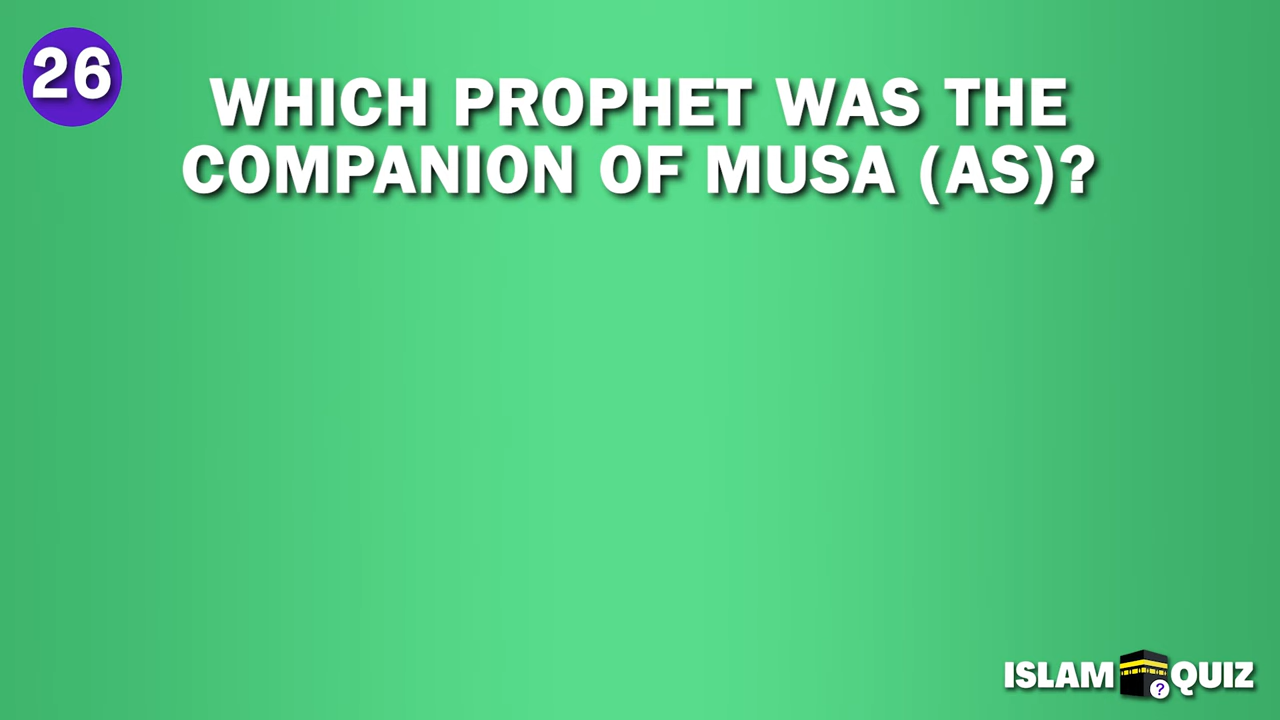 26
WHICH PROPHET WAS THE
COMPANION OF MUSA (AS)?
ISLAM QUIZ
?